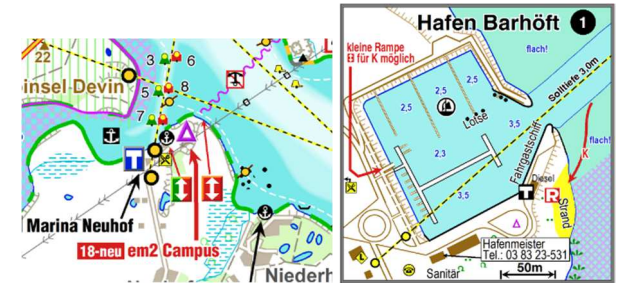 22
insel Devin
3
6
5
8
7
Marina Neuhof
18-neu em2 Campus
Niederh
Hafen Barhöft 1
kleine Rampe
für K möglich
flach!
Solltiefe 3,0m
2,5
2,5
2,5
Lotse
3,5
flach!
2,3
K
Fahrgastschiff
3,5
Diesel
R
Strand
L
Hafenmeister
Tel.: 03 83 23-531
Sanitär
50m